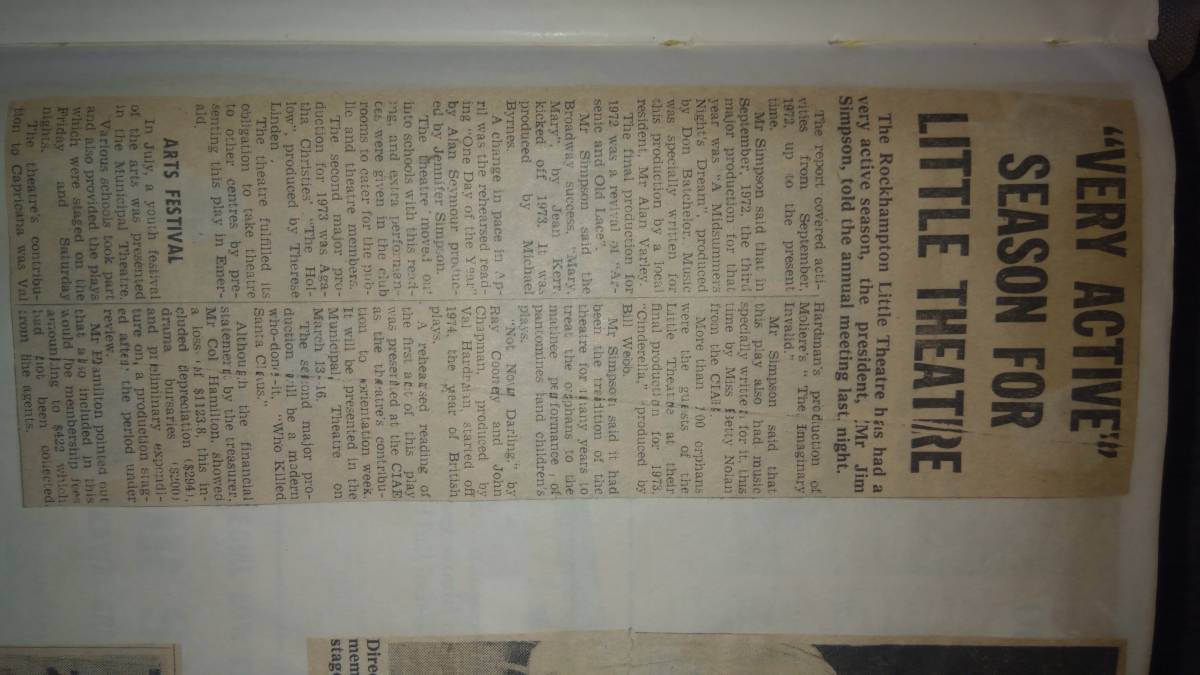 "VERY ACTIVE"
SEASON FOR
LITTLE THEATRE
The Rockhampton Little Theatre has had a
very active season, the president, Mr Jim
Simpson, told the annual meeting last night.
The report covered acti-
vities from September,
1972, up to the present
time.
Mr Simpson said that in
September, 1972, the third
major production for that
year was "A Midsummers
Night's Dream", produced
by Don Batchelor. Music
was specially written for
this production by a local
resident, Mr Alan Varley.
The final production for
1972 was a revival of "Ar-
senic and Old Lace".
Mr Simpson said the
Broadway success, "Mary,
Mary," by Jean Kerr,
kicked off 1973. It was
produced by Michael
Byrnes.
A change in pace in Ap-
ril was the rehearsed read-
ing "One Day of the Year"
by Alan Seymour produc-
ed by Jennifer Simpson.
The theatre "moved out"
into schools with this read-
ing, and extra performan-
ces were given in the club
rooms to cater for the pub-
lic and theatre members.
The second major pro-
duction for 1973 was Aga-
tha Christies' "The Hol-
low", produced by Therese
Linden.
The theatre fulfilled its
obligation to take theatre
to other centres by pre-
senting this play in Emer-
ald.
ARTS FESTIVAL
In July, a youth festival
of the arts was presented
in the Municipal Theatre.
Various schools took part
and also provided the plays
which were staged on the
Friday and Saturday
nights.
The theatre's contribu-
tion to Capricana was Val
Hardman's production of
Moliere's "The Imaginary
Invalid."
Mr Simpson said that
this play also had music
specially written for it, this
time by Miss Betty Nolan
from the CIAE.
More than 100 orphans
were the guests of the
Little Theatre at their
final production for 1973,
"Cinderella," produced by
Bill Webb.
Mr Simpson said it had
been the tradition of the
theatre for many years to
treat the orphans to the
matinee performance of
pantomimes and children's
plays.
"Not Now Darling," by
Ray Cooney and John
Chapman, produced by
Val Hardman, started off
1974, the year of British
plays.
A rehearsed reading of
the first act of this play
was presented at the CIAE
as the theatre's contribu-
tion to orientation week.
It will be presented in the
Municipal Theatre on
March 13-16.
The second major pro-
duction will be a modern
who-don-it, "Who Killed
Santa Claus."
Although the financial
statement by the treasurer,
Mr Col Hamilton, showed
a loss of $1123.8, this in-
cluded depreciation ($294),
drama bursaries ($200),
and preliminary expendi-
ture on a production stag-
ed after the period under
review.
Mr Hamilton pointed out
that also included in this
would be membership fees
amounting to $422 which
had not been collected
from the agents.
Direc
mem
stage